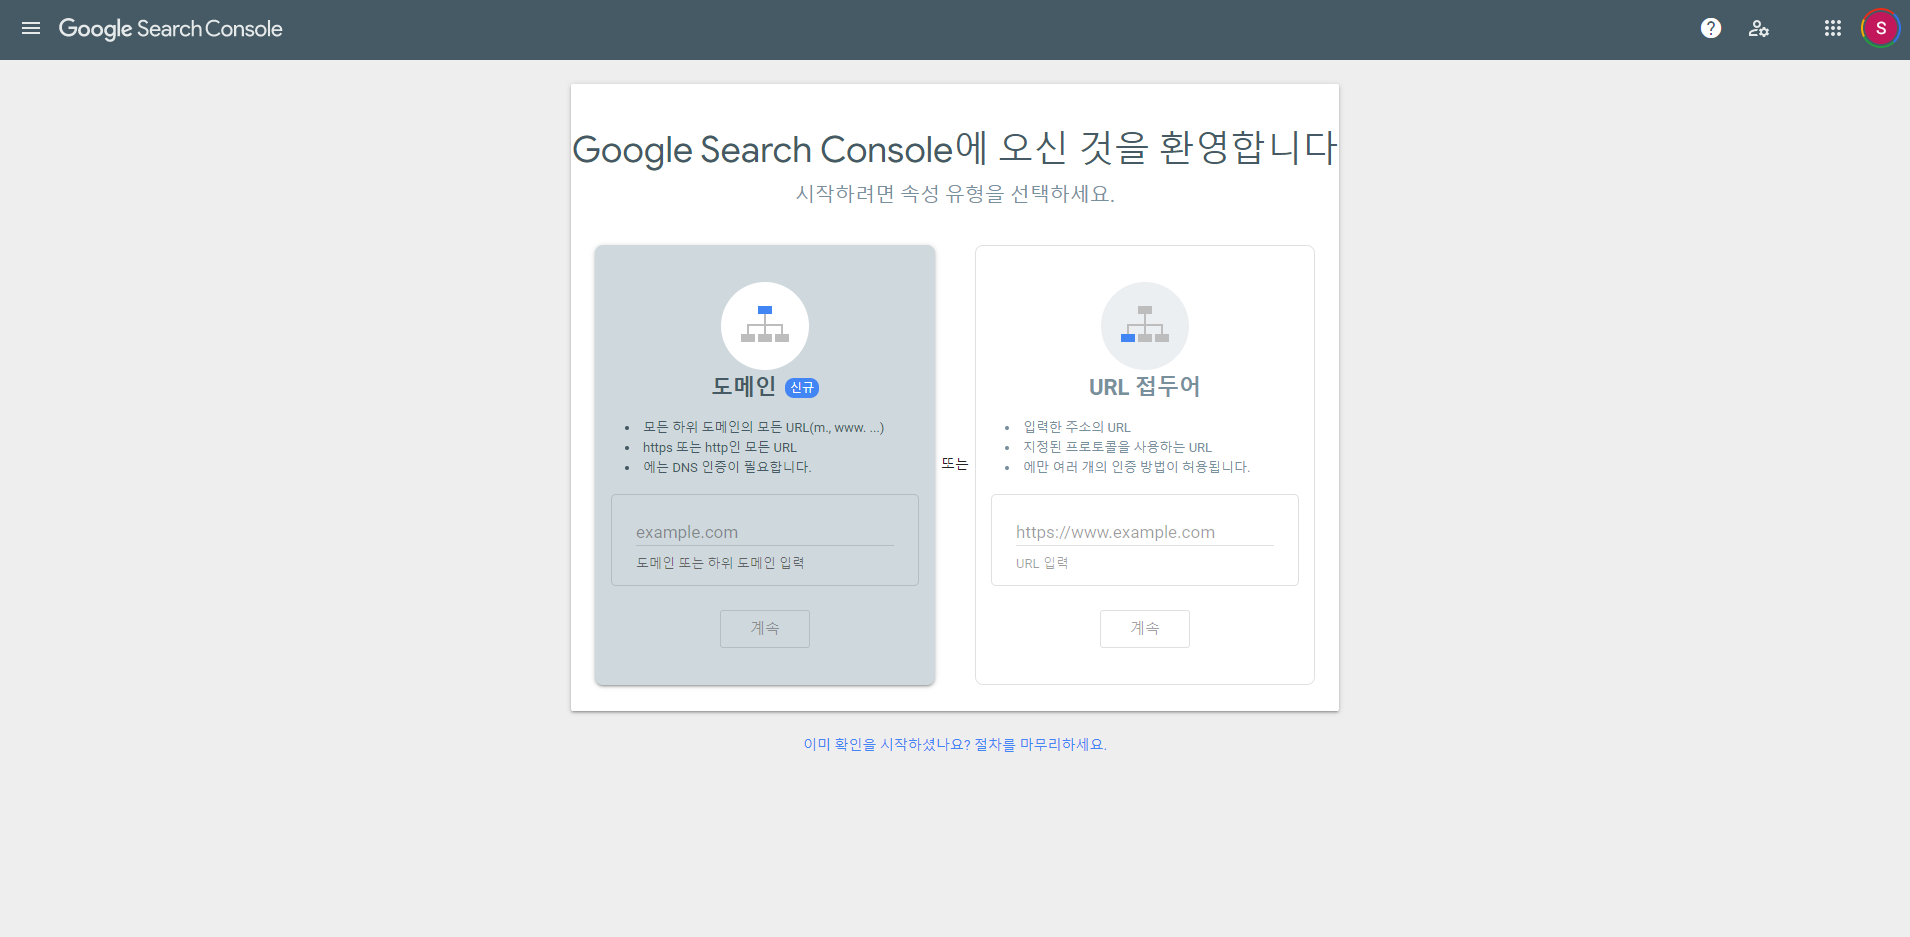 Google Search Console
S
Google Search Console에 오신 것을 환영합니다
시작하려면 속성 유형을 선택하세요.
도메인 신규
모든 하위 도메인의 모든 URL(m., www. ...)
https 또는 http인 모든 URL
에는 DNS 인증이 필요합니다.
example.com
도메인 또는 하위 도메인 입력
계속
또는
URL 접두어
입력한 주소의 URL
지정된 프로토콜을 사용하는 URL
에만 여러 개의 인증 방법이 허용됩니다.
https://www.example.com
URL 입력
계속
이미 확인을 시작하셨나요? 절차를 마무리하세요.